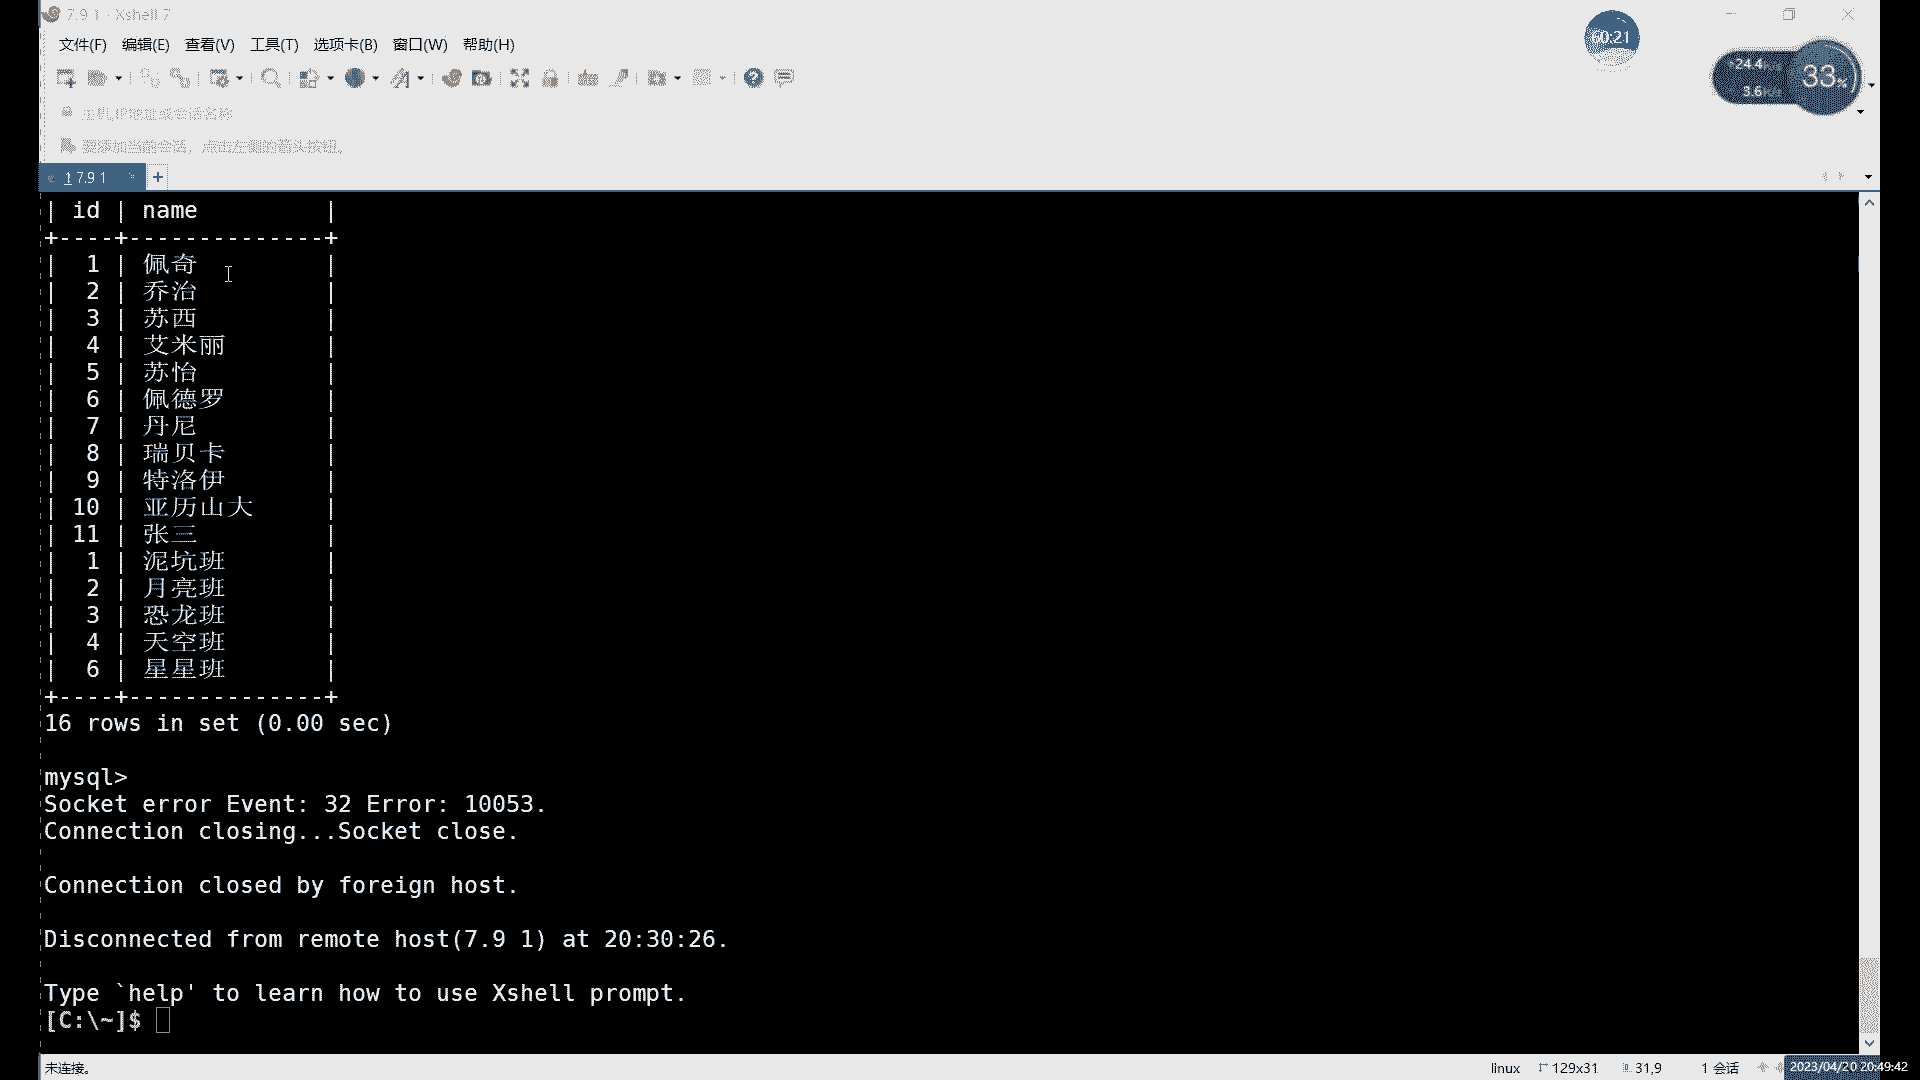 7.9 1 - Xshell 7
文件(F) 编辑(E) 查看(V) 工具(T) 选项卡(B) 窗口(W) 帮助(H)
60:21
24.4
33%
3.6K/s
主机,IP地址或会话名称
要添加当前会话，点击左侧的箭头按钮。
1 7.9 1
+
| id | name |
+----+--------------+
| 1 | 佩奇 |
| 2 | 乔治 |
| 3 | 苏西 |
| 4 | 艾米丽 |
| 5 | 苏怡 |
| 6 | 佩德罗 |
| 7 | 丹尼 |
| 8 | 瑞贝卡 |
| 9 | 特洛伊 |
| 10 | 亚历山大 |
| 11 | 张三 |
| 1 | 泥坑班 |
| 2 | 月亮班 |
| 3 | 恐龙班 |
| 4 | 天空班 |
| 6 | 星星班 |
+----+--------------+
16 rows in set (0.00 sec)
mysql>
Socket error Event: 32 Error: 10053.
Connection closing...Socket close.
Connection closed by foreign host.
Disconnected from remote host(7.9 1) at 20:30:26.
Type `help' to learn how to use Xshell prompt.
[C:\~]$
未连接。 linux 129x31 31,9 1 会话 2023/04/20 20:49:42